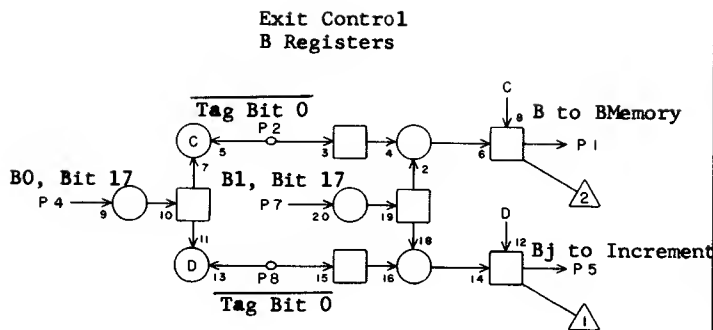 Exit Control
B Registers
C
Tag Bit 0
8 B to BMemory
C P2
5 3 4 6 P1
7 2
B0, Bit 17 B1, Bit 17
P4 P7 2
9 10 20 19
11 18 D
12 Bj to Increment
D 13 P8 15 16 14 P5
Tag Bit 0
1